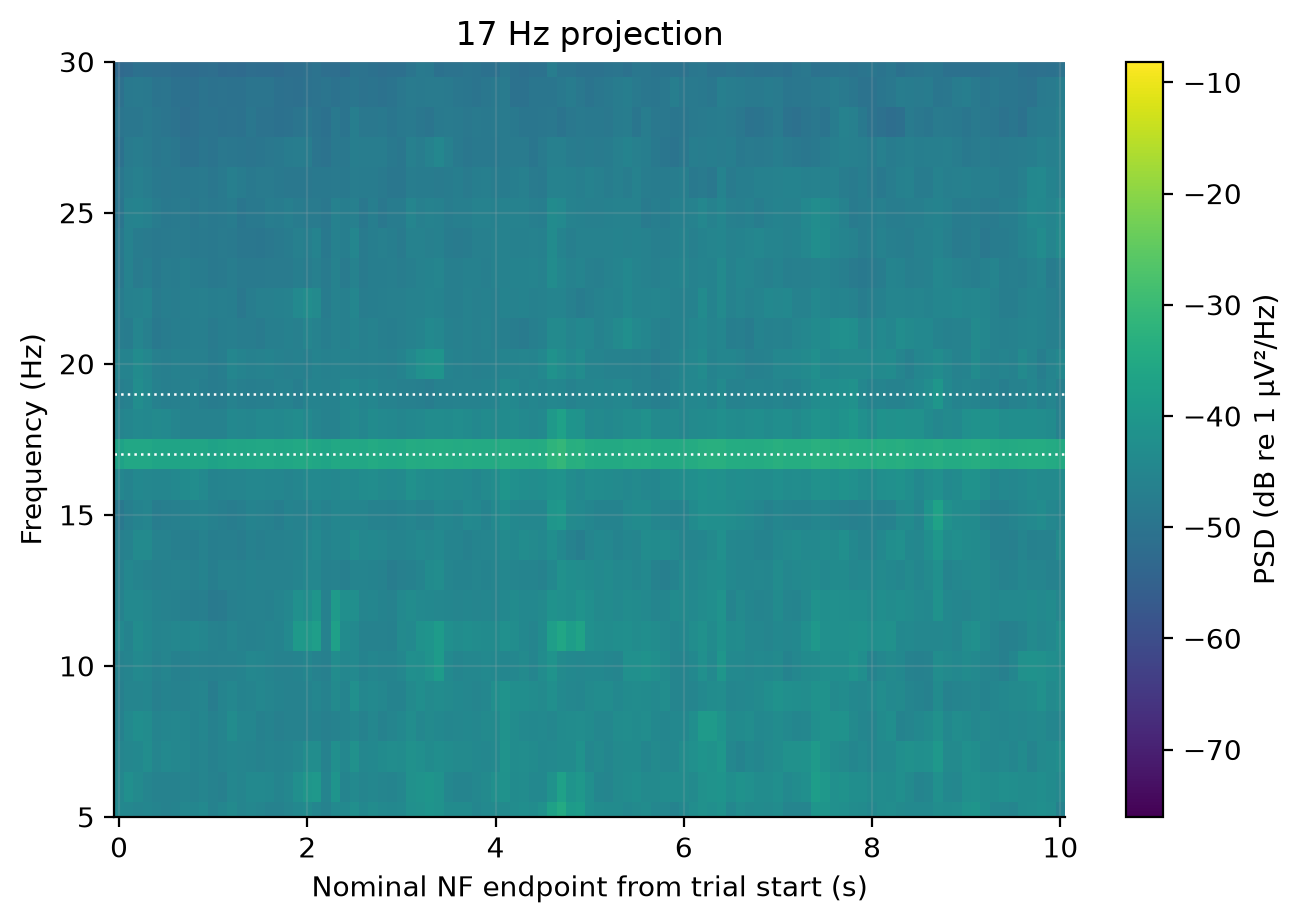 17 Hz projection
30
25
20
15
10
5
Frequency (Hz)
0 2 4 6 8 10
Nominal NF endpoint from trial start (s)
−10
−20
−30
−40
−50
−60
−70
PSD (dB re 1 µV²/Hz)